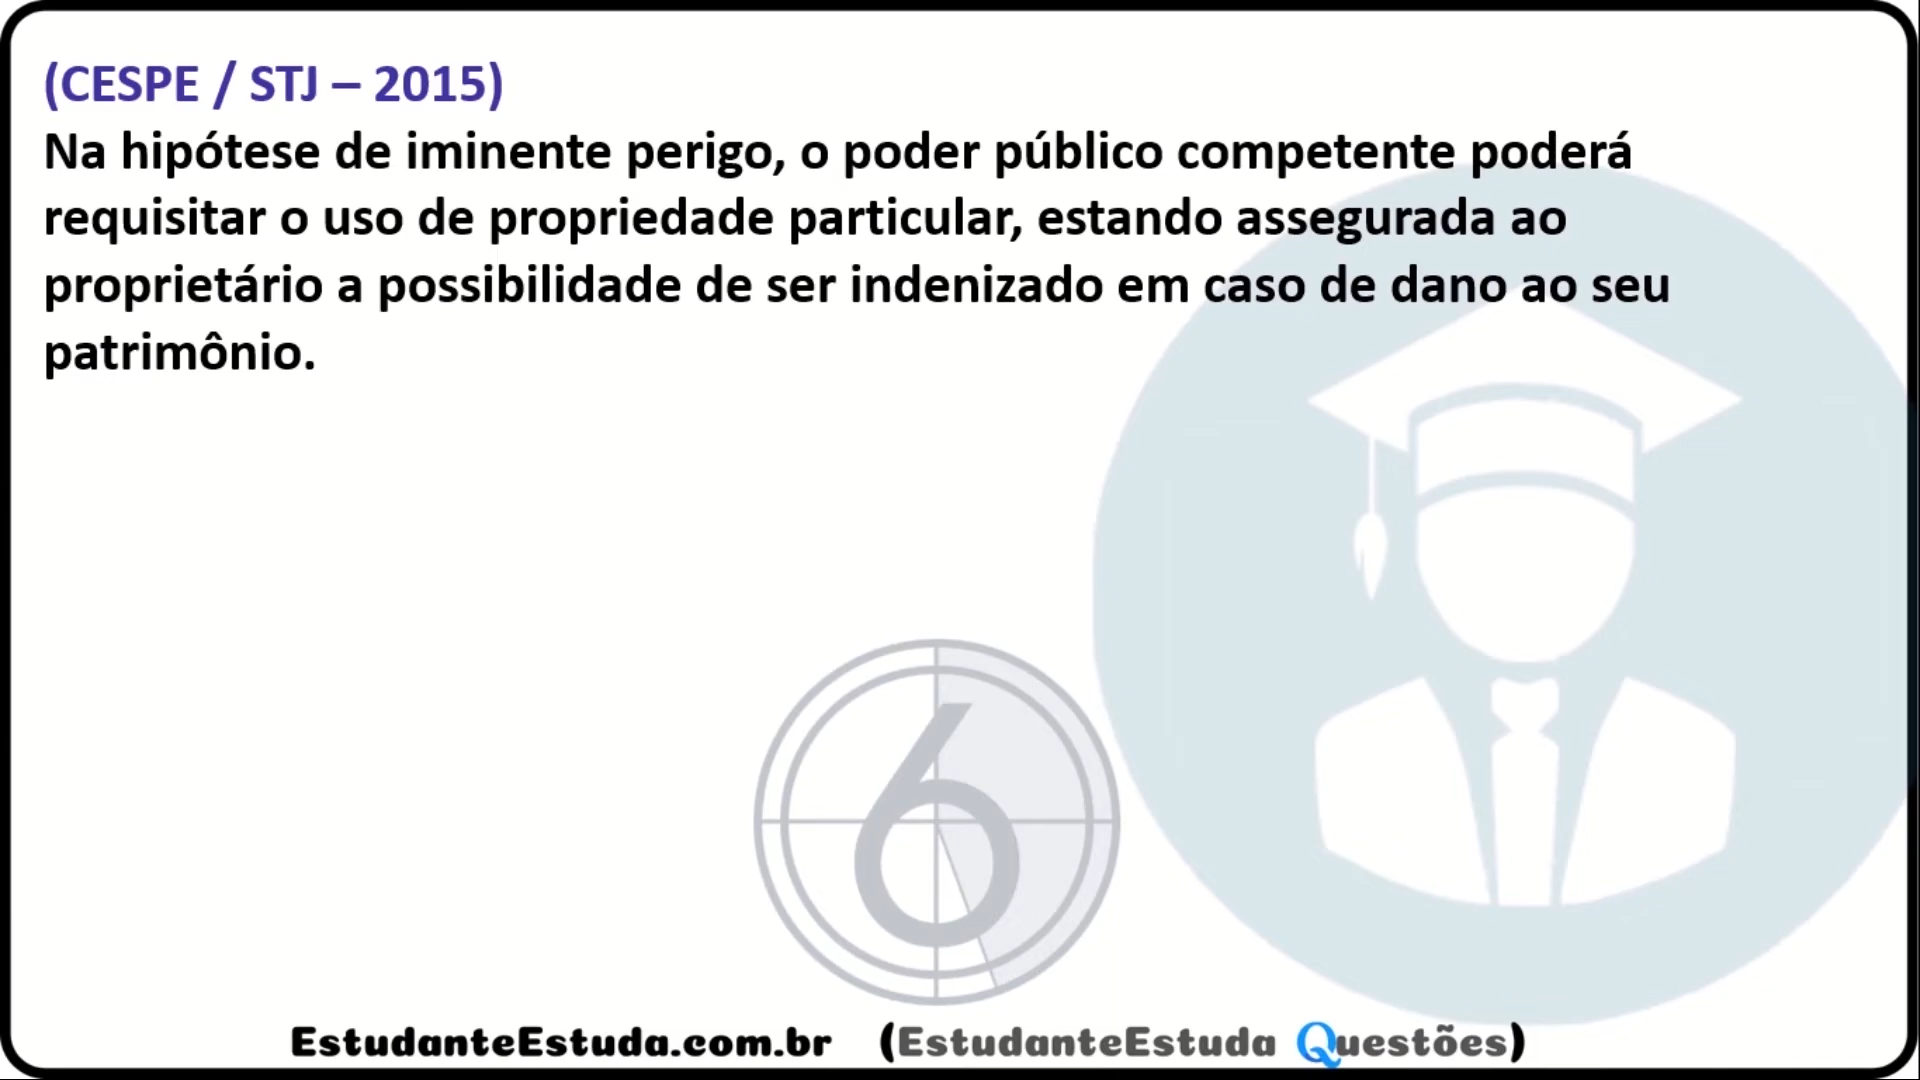 (CESPE / STJ – 2015)
Na hipótese de iminente perigo, o poder público competente poderá
requisitar o uso de propriedade particular, estando assegurada ao
proprietário a possibilidade de ser indenizado em caso de dano ao seu
patrimônio.
6
EstudanteEstuda.com.br (EstudanteEstuda Questões)